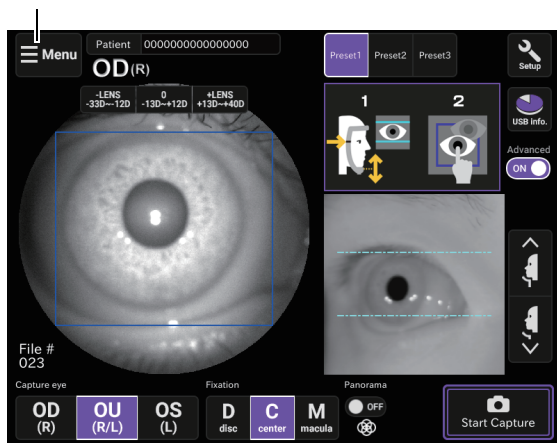 Menu
Patient 0000000000000000
OD(R)
-LENS 0 +LENS
-33D~-12D -13D~+12D +13D~+40D
File #
023
Preset1 Preset2 Preset3
Setup
1 2
USB Info.
Advanced
ON
Capture eye Fixation Panorama
OD OU OS
(R) (R/L) (L)
D C M
disc center macula
OFF
Start Capture